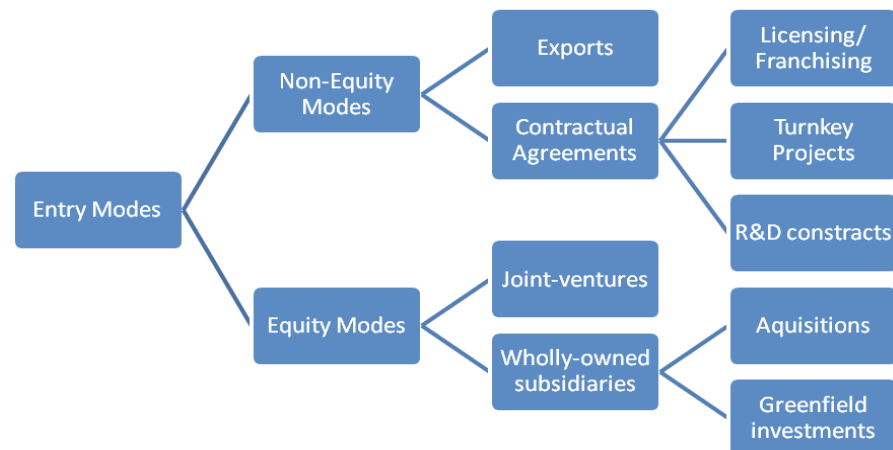 Entry Modes
Non-Equity
Modes
Exports
Contractual
Agreements
Licensing/
Franchising
Turnkey
Projects
R&D constracts
Equity Modes
Joint-ventures
Wholly-owned
subsidiaries
Aquisitions
Greenfield
investments